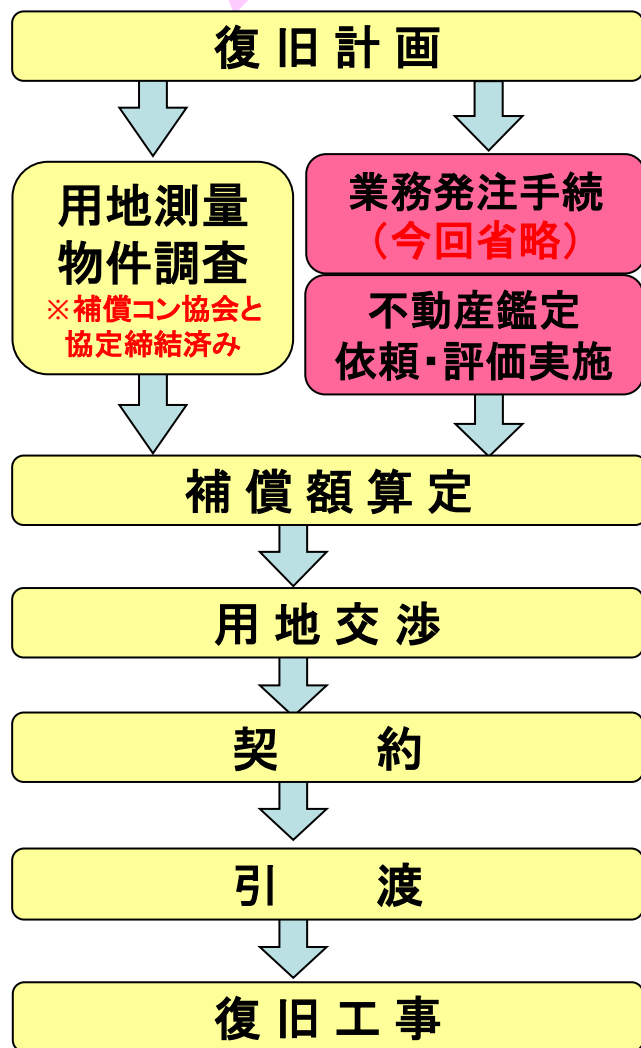 復旧計画
用地測量
物件調査
※補償コン協会と
協定締結済み
業務発注手続
（今回省略）
不動産鑑定
依頼・評価実施
補償額算定
用地交渉
契　約
引　渡
復旧工事